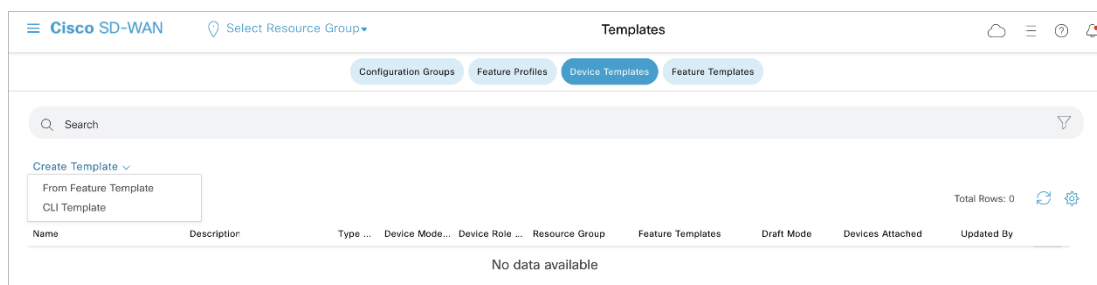 Cisco SD-WAN Select Resource Group Templates
Configuration Groups Feature Profiles Device Templates Feature Templates
Search
Create Template
From Feature Template
CLI Template
Total Rows: 0
Name Description Type ... Device Mode... Device Role ... Resource Group Feature Templates Draft Mode Devices Attached Updated By
No data available